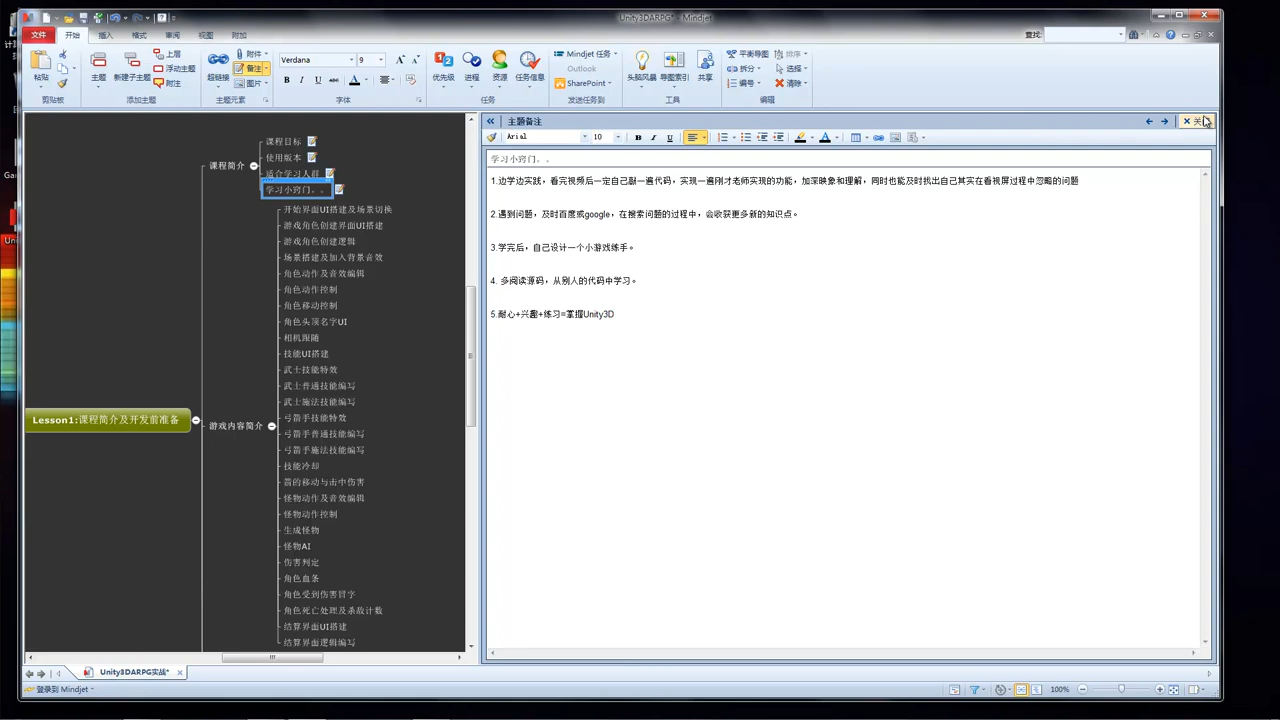 Unity3DARPG* - Mindjet
文件 开始 插入 格式 审阅 视图 附加
查找:
粘贴
剪贴板
主题
新建子主题
上层
浮动主题
附注
添加主题
超链接
附件
备注
图片
主题元素
Verdana 9
B I U abc A
字体
优先级
进程
资源
任务信息
任务
Mindjet 任务
Outlook
SharePoint
发送任务到
头脑风暴
导图索引
共享
工具
平衡导图
拆分
编号
排序
选择
清除
编辑
课程简介
课程目标
使用版本
适合学习人群
学习小窍门。。
Lesson1:课程简介及开发前准备
游戏内容简介
开始界面UI搭建及场景切换
游戏角色创建界面UI搭建
游戏角色创建逻辑
场景搭建及加入背景音效
角色动作及音效编辑
角色动作控制
角色移动控制
角色头顶名字UI
相机跟随
技能UI搭建
武士技能特效
武士普通技能编写
武士施法技能编写
弓箭手技能特效
弓箭手普通技能编写
弓箭手施法技能编写
技能冷却
箭的移动与击中伤害
怪物动作及音效编辑
怪物动作控制
生成怪物
怪物AI
伤害判定
角色血条
角色受到伤害冒字
角色死亡处理及杀敌计数
结算界面UI搭建
结算界面逻辑编写
主题备注
Arial 10
B I U
学习小窍门。。
1.边学边实践，看完视频后一定自己敲一遍代码，实现一遍刚才老师实现的功能，加深映象和理解，同时也能及时找出自己其实在看视屏过程中忽略的问题
2.遇到问题，及时百度或google，在搜索问题的过程中，会收获更多新的知识点。
3.学完后，自己设计一个小游戏练手。
4. 多阅读源码，从别人的代码中学习。
5.耐心+兴趣+练习=掌握Unity3D
Unity3DARPG实战*
登录到 Mindjet
100%